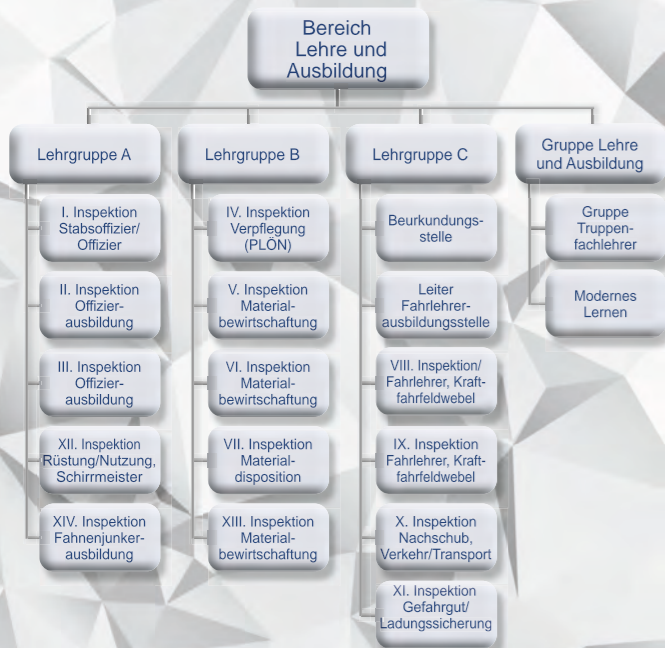 Bereich
Lehre und
Ausbildung
Lehrgruppe A
Lehrgruppe B
Lehrgruppe C
Gruppe Lehre
und Ausbildung
I. Inspektion
Stabsoffizier/
Offizier
II. Inspektion
Offizier-
ausbildung
III. Inspektion
Offizier-
ausbildung
XII. Inspektion
Rüstung/Nutzung,
Schirrmeister
XIV. Inspektion
Fahnenjunker-
ausbildung
IV. Inspektion
Verpflegung
(PLÖN)
V. Inspektion
Material-
bewirtschaftung
VI. Inspektion
Material-
bewirtschaftung
VII. Inspektion
Material-
disposition
XIII. Inspektion
Material-
bewirtschaftung
Beurkundungs-
stelle
Leiter
Fahrlehrer-
ausbildungsstelle
VIII. Inspektion/
Fahrlehrer, Kraft-
fahrfeldwebel
IX. Inspektion
Fahrlehrer, Kraft-
fahrfeldwebel
X. Inspektion
Nachschub,
Verkehr/Transport
XI. Inspektion
Gefahrgut/
Ladungssicherung
Gruppe
Truppen-
fachlehrer
Modernes
Lernen